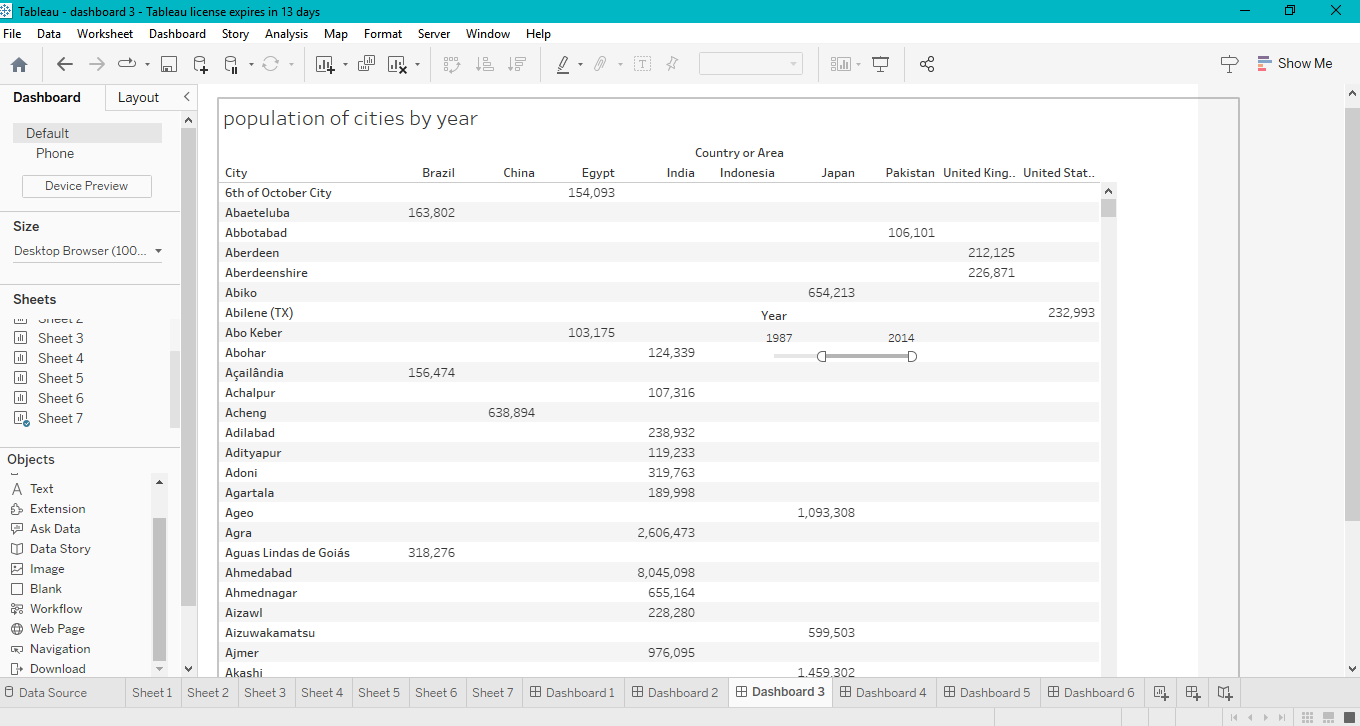 Tableau - dashboard 3 - Tableau license expires in 13 days
File Data Worksheet Dashboard Story Analysis Map Format Server Window Help
Show Me
Dashboard Layout
Default
Phone
Device Preview
Size
Desktop Browser (100...
Sheets
Sheet 2
Sheet 3
Sheet 4
Sheet 5
Sheet 6
Sheet 7
Objects
A Text
Extension
Ask Data
Data Story
Image
Blank
Workflow
Web Page
Navigation
Download
population of cities by year
Country or Area
City Brazil China Egypt India Indonesia Japan Pakistan United King.. United Stat..
6th of October City 154,093
Abaeteluba 163,802
Abbotabad 106,101
Aberdeen 212,125
Aberdeenshire 226,871
Abiko 654,213
Abilene (TX) 232,993
Year
Abo Keber 103,175
1987 2014
Abohar 124,339
Açailândia 156,474
Achalpur 107,316
Acheng 638,894
Adilabad 238,932
Adityapur 119,233
Adoni 319,763
Agartala 189,998
Ageo 1,093,308
Agra 2,606,473
Aguas Lindas de Goiás 318,276
Ahmedabad 8,045,098
Ahmednagar 655,164
Aizawl 228,280
Aizuwakamatsu 599,503
Ajmer 976,095
Akashi 1,459,302
Data Source Sheet 1 Sheet 2 Sheet 3 Sheet 4 Sheet 5 Sheet 6 Sheet 7 Dashboard 1 Dashboard 2 Dashboard 3 Dashboard 4 Dashboard 5 Dashboard 6